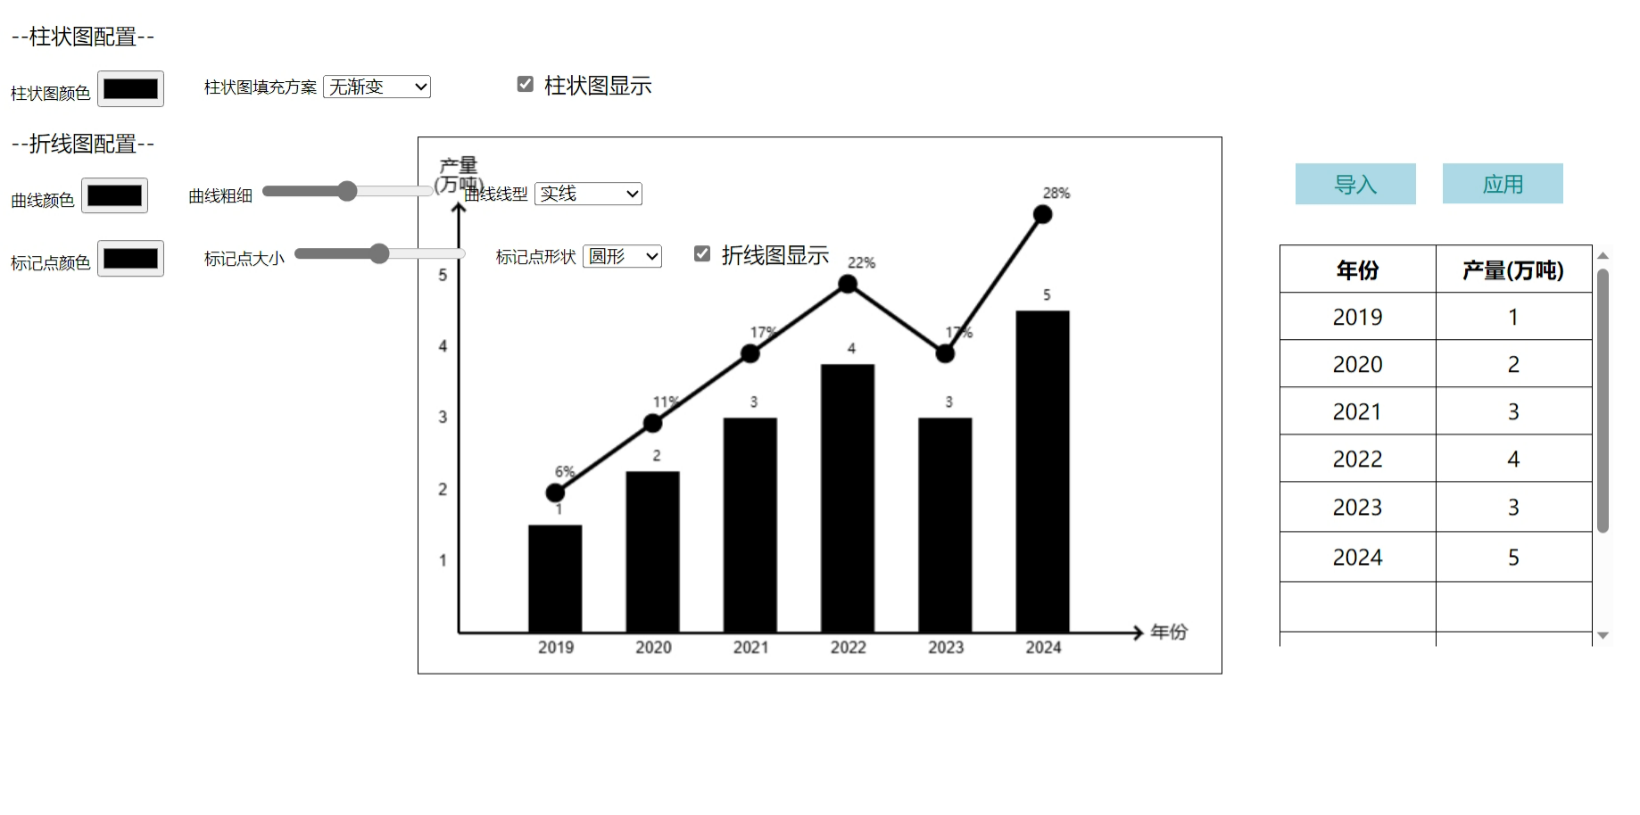 --柱状图配置--
柱状图颜色 柱状图填充方案 无渐变 柱状图显示
--折线图配置--
曲线颜色 曲线粗细 曲线线型 实线
标记点颜色 标记点大小 标记点形状 圆形 折线图显示
产量
(万吨)
28%
22%
17%
17%
11%
6%
5
4
3
2
1
1
2
3
4
3
5
2019 2020 2021 2022 2023 2024
年份
导入 应用
年份 产量(万吨)
2019 1
2020 2
2021 3
2022 4
2023 3
2024 5